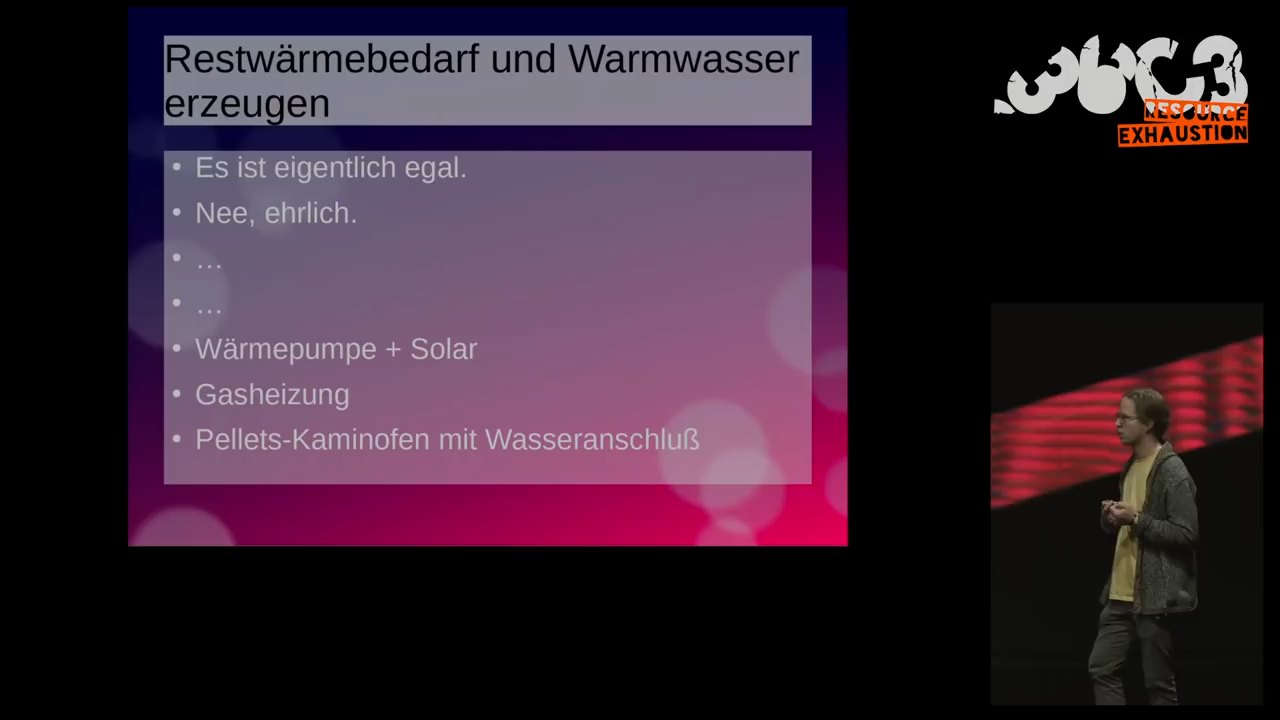 Restwärmebedarf und Warmwasser
erzeugen
• Es ist eigentlich egal.
• Nee, ehrlich.
• …
• …
• Wärmepumpe + Solar
• Gasheizung
• Pellets-Kaminofen mit Wasseranschluß
36C3
RESOURCE
EXHAUSTION